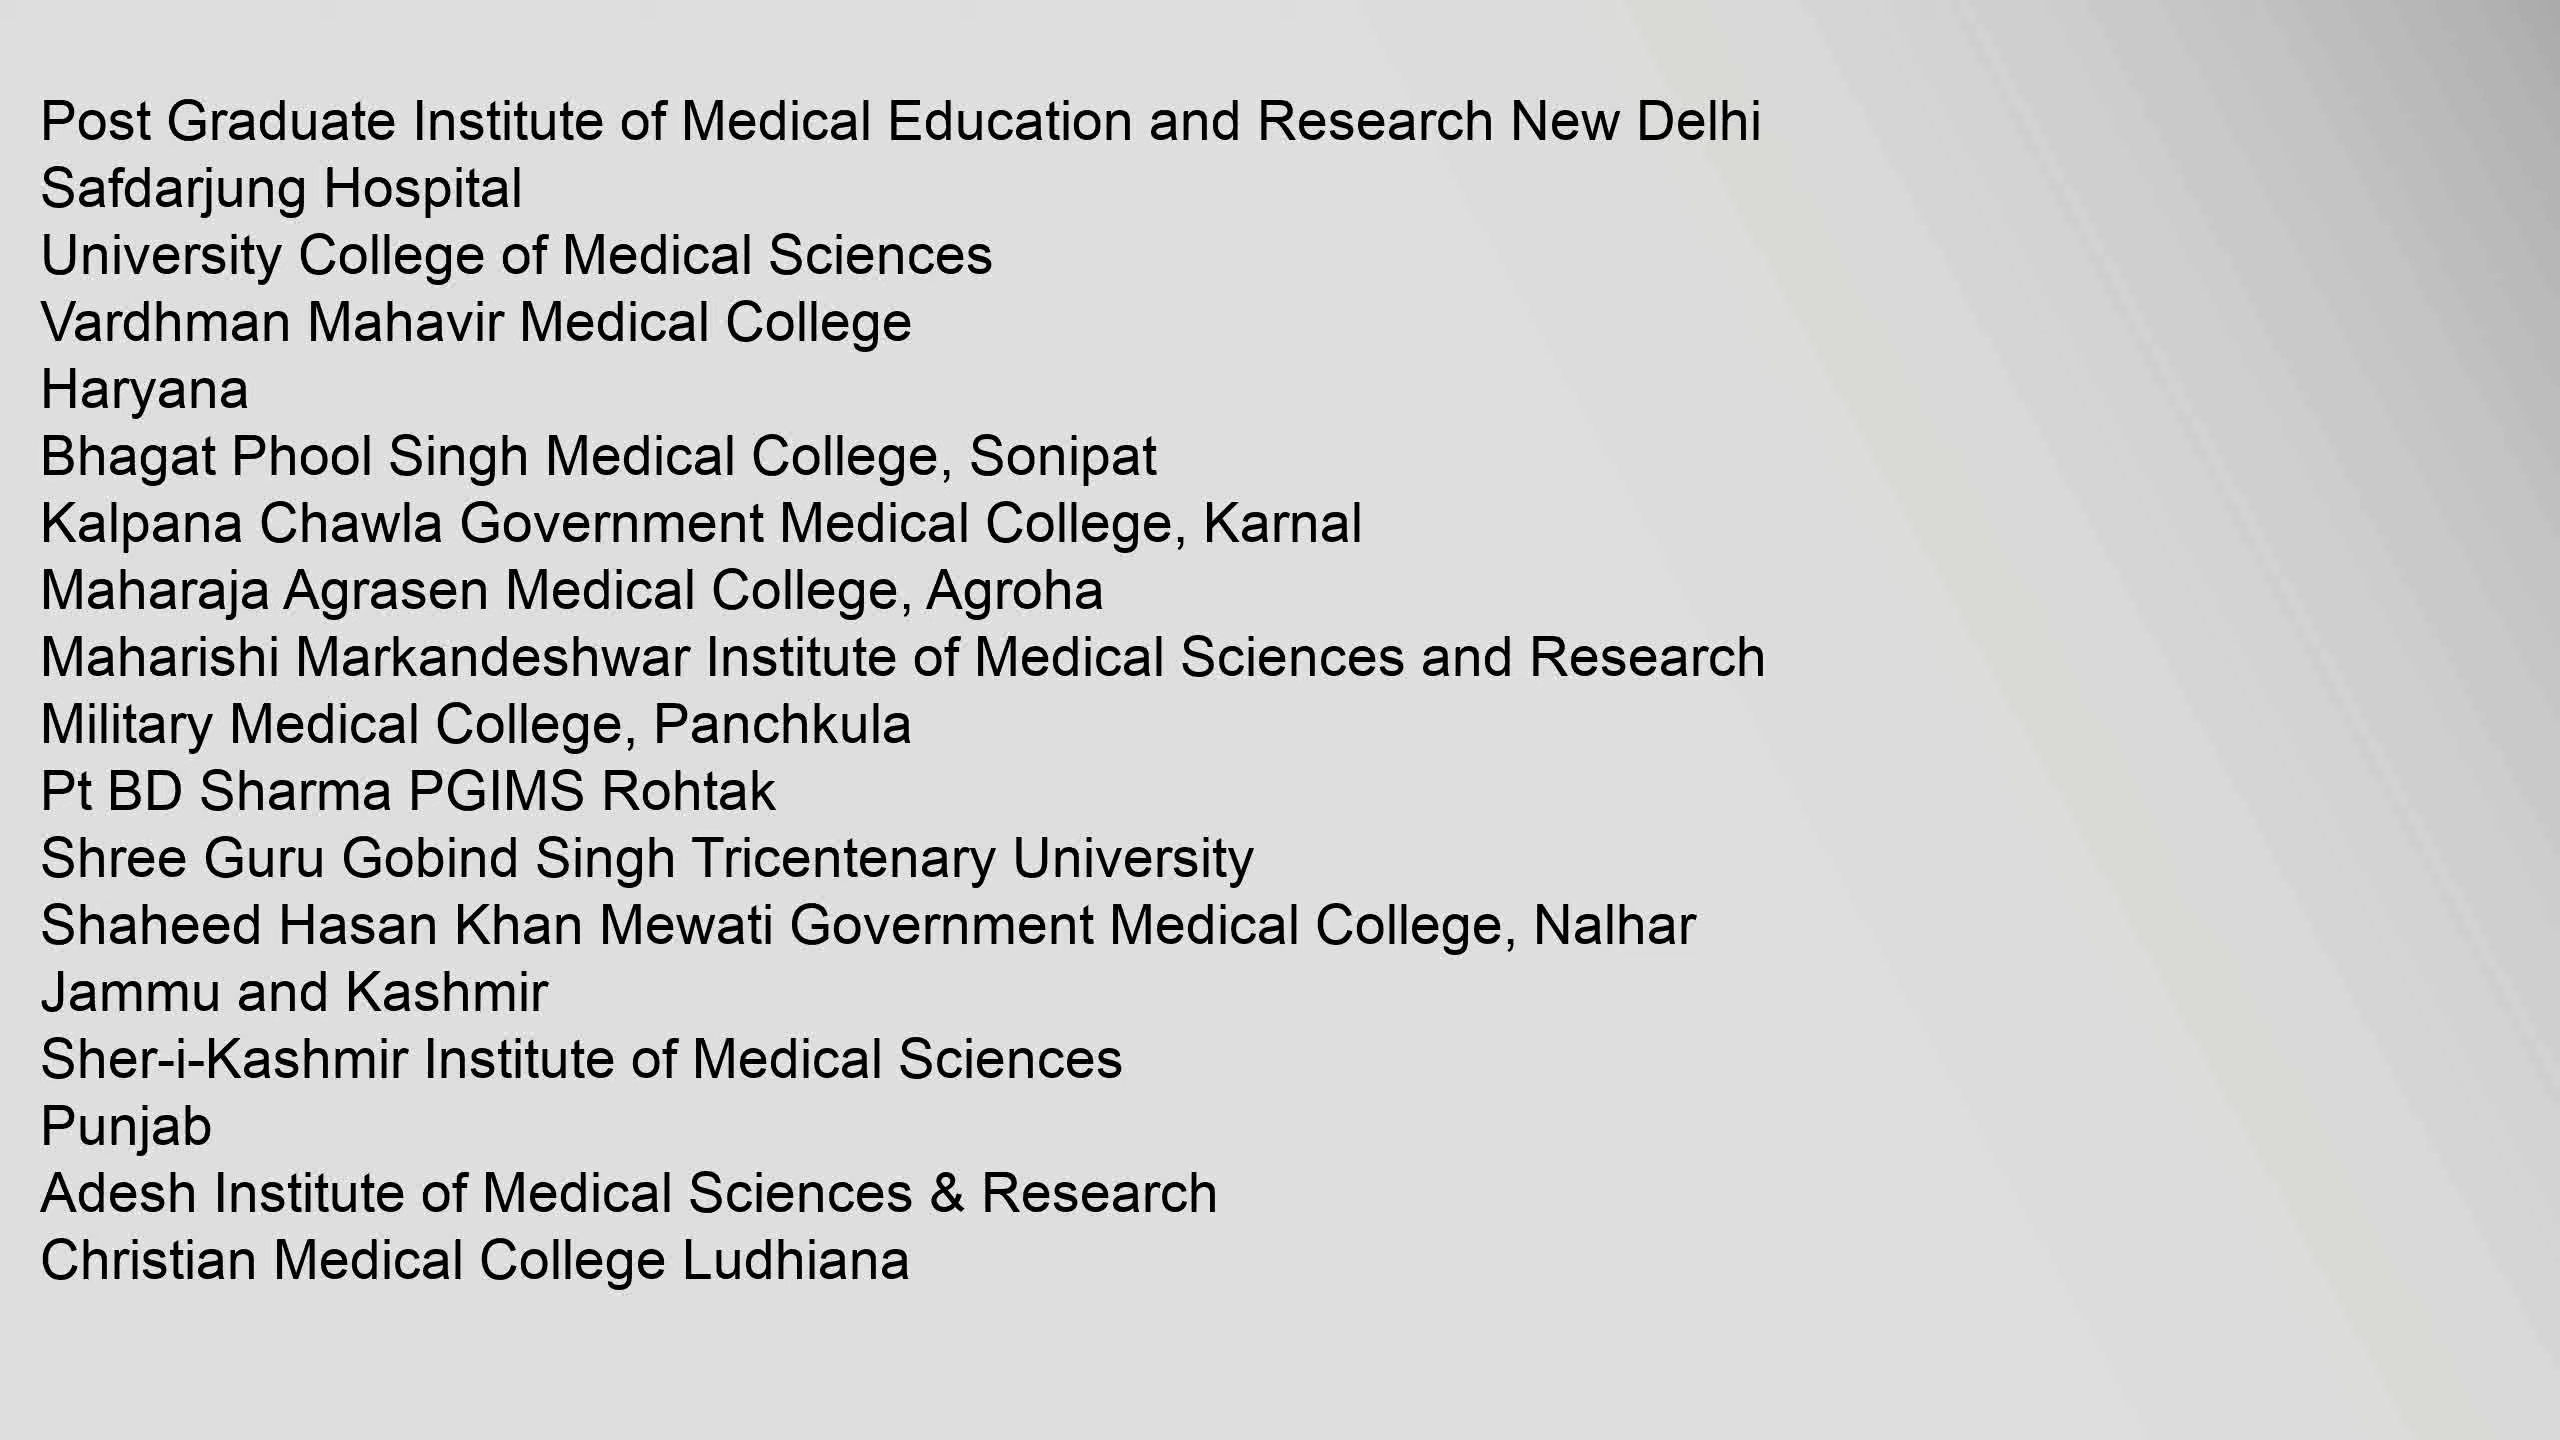 Post Graduate Institute of Medical Education and Research New Delhi
Safdarjung Hospital
University College of Medical Sciences
Vardhman Mahavir Medical College
Haryana
Bhagat Phool Singh Medical College, Sonipat
Kalpana Chawla Government Medical College, Karnal
Maharaja Agrasen Medical College, Agroha
Maharishi Markandeshwar Institute of Medical Sciences and Research
Military Medical College, Panchkula
Pt BD Sharma PGIMS Rohtak
Shree Guru Gobind Singh Tricentenary University
Shaheed Hasan Khan Mewati Government Medical College, Nalhar
Jammu and Kashmir
Sher-i-Kashmir Institute of Medical Sciences
Punjab
Adesh Institute of Medical Sciences & Research
Christian Medical College Ludhiana